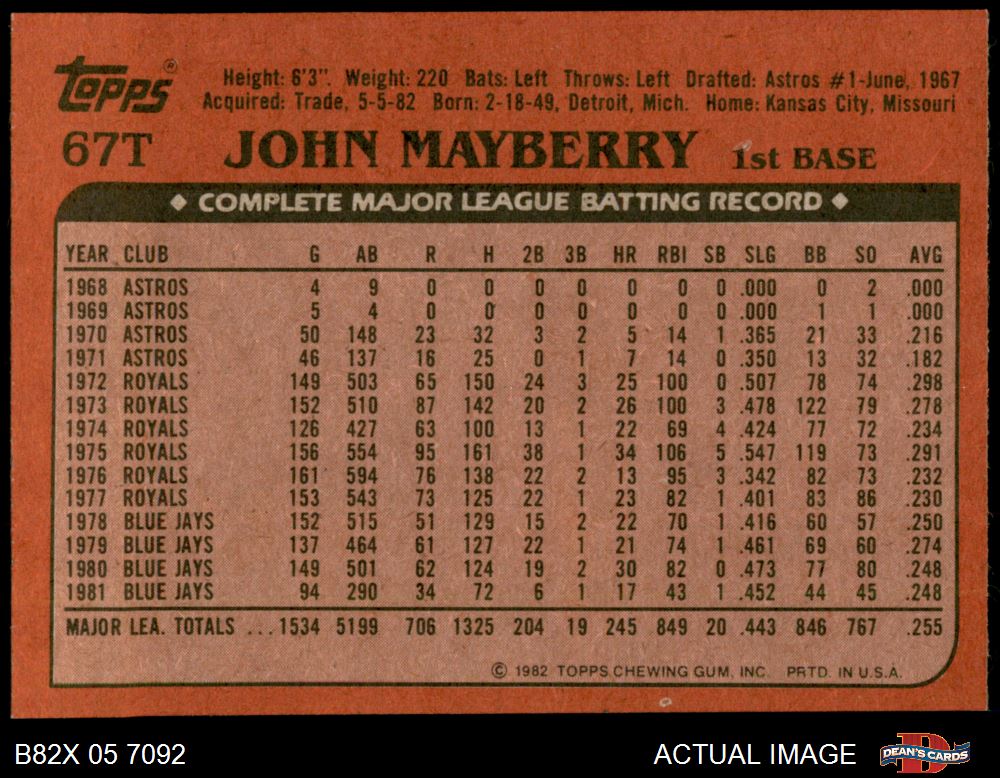 Topps®
Height: 6'3". Weight: 220 Bats: Left Throws: Left Drafted: Astros #1-June, 1967
Acquired: Trade, 5-5-82 Born: 2-18-49, Detroit, Mich. Home: Kansas City, Missouri
67T JOHN MAYBERRY 1st BASE
◆ COMPLETE MAJOR LEAGUE BATTING RECORD ◆
YEAR CLUB G AB R H 2B 3B HR RBI SB SLG BB SO AVG
1968 ASTROS 4 9 0 0 0 0 0 0 0 .000 0 2 .000
1969 ASTROS 5 4 0 0 0 0 0 0 0 .000 1 1 .000
1970 ASTROS 50 148 23 32 3 2 5 14 1 .365 21 33 .216
1971 ASTROS 46 137 16 25 0 1 7 14 0 .350 13 32 .182
1972 ROYALS 149 503 65 150 24 3 25 100 0 .507 78 74 .298
1973 ROYALS 152 510 87 142 20 2 26 100 3 .478 122 79 .278
1974 ROYALS 126 427 63 100 13 1 22 69 4 .424 77 72 .234
1975 ROYALS 156 554 95 161 38 1 34 106 5 .547 119 73 .291
1976 ROYALS 161 594 76 138 22 2 13 95 3 .342 82 73 .232
1977 ROYALS 153 543 73 125 22 1 23 82 1 .401 83 86 .230
1978 BLUE JAYS 152 515 51 129 15 2 22 70 1 .416 60 57 .250
1979 BLUE JAYS 137 464 61 127 22 1 21 74 1 .461 69 60 .274
1980 BLUE JAYS 149 501 62 124 19 2 30 82 0 .473 77 80 .248
1981 BLUE JAYS 94 290 34 72 6 1 17 43 1 .452 44 45 .248
MAJOR LEA. TOTALS ...1534 5199 706 1325 204 19 245 849 20 .443 846 767 .255
© 1982 TOPPS CHEWING GUM, INC. PRTD. IN U.S.A.
B82X 05 7092 ACTUAL IMAGE D DEAN'S CARDS